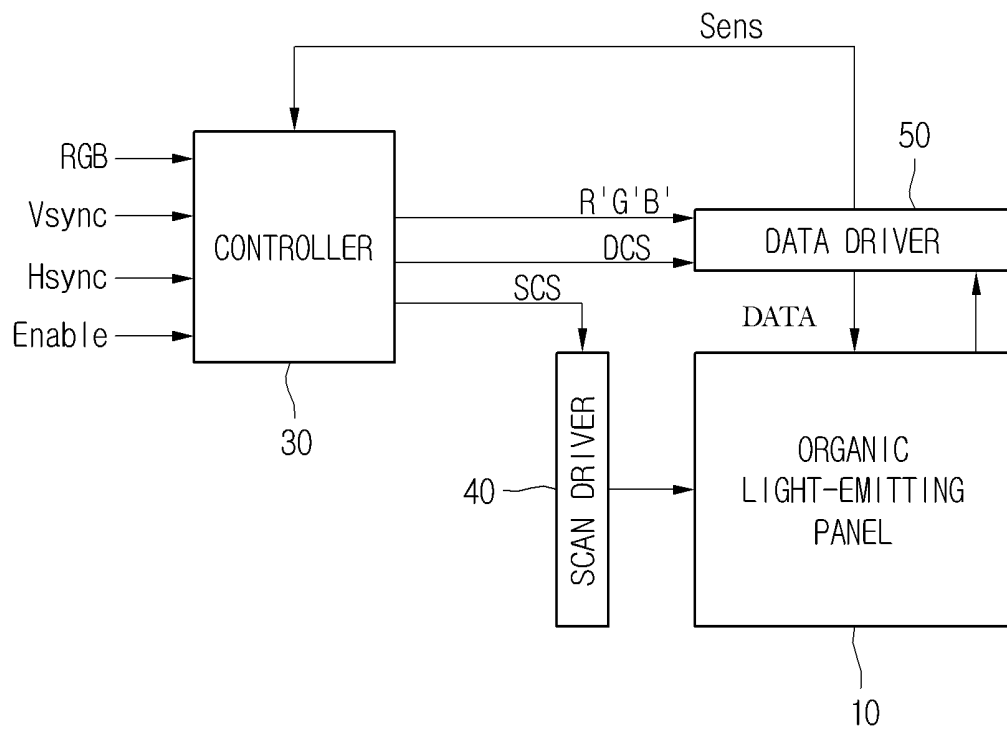 Sens
50
RGB
R'G'B'
Vsync
CONTROLLER
DATA DRIVER
DCS
Hsync
SCS
DATA
Enable
30
40
SCAN DRIVER
ORGANIC
LIGHT-EMITTING
PANEL
10